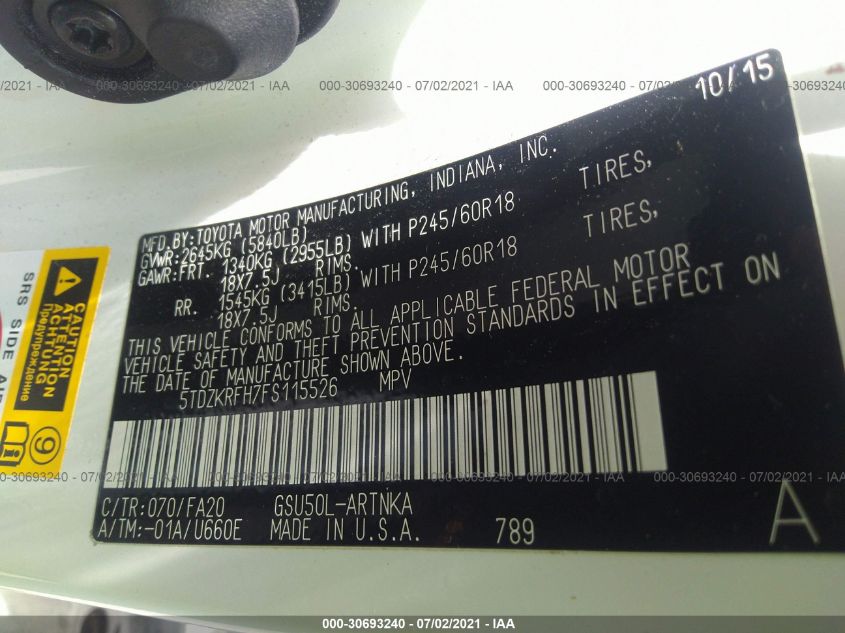 000-30693240 - 07/02/2021 - IAA
10/15
MFD.BY:TOYOTA MOTOR MANUFACTURING, INDIANA, INC.
GVWR:2645KG (5840LB)
GAWR:FRT. 1340KG (2955LB) WITH P245/60R18 TIRES,
18X7.5J RIMS.
RR. 1545KG (3415LB) WITH P245/60R18 TIRES,
18X7.5J RIMS.
THIS VEHICLE CONFORMS TO ALL APPLICABLE FEDERAL MOTOR
VEHICLE SAFETY AND THEFT PREVENTION STANDARDS IN EFFECT ON
THE DATE OF MANUFACTURE SHOWN ABOVE.
5TDZKRFH7FS115526 MPV
C/TR:070/FA20 GSU50L-ARTNKA
A/TM:-01A/U660E MADE IN U.S.A. 789 A
SRS SIDE AIR
CAUTION
ATTENTION
ACHTUNG
Предупреждение
9
000-30693240 - 07/02/2021 - IAA